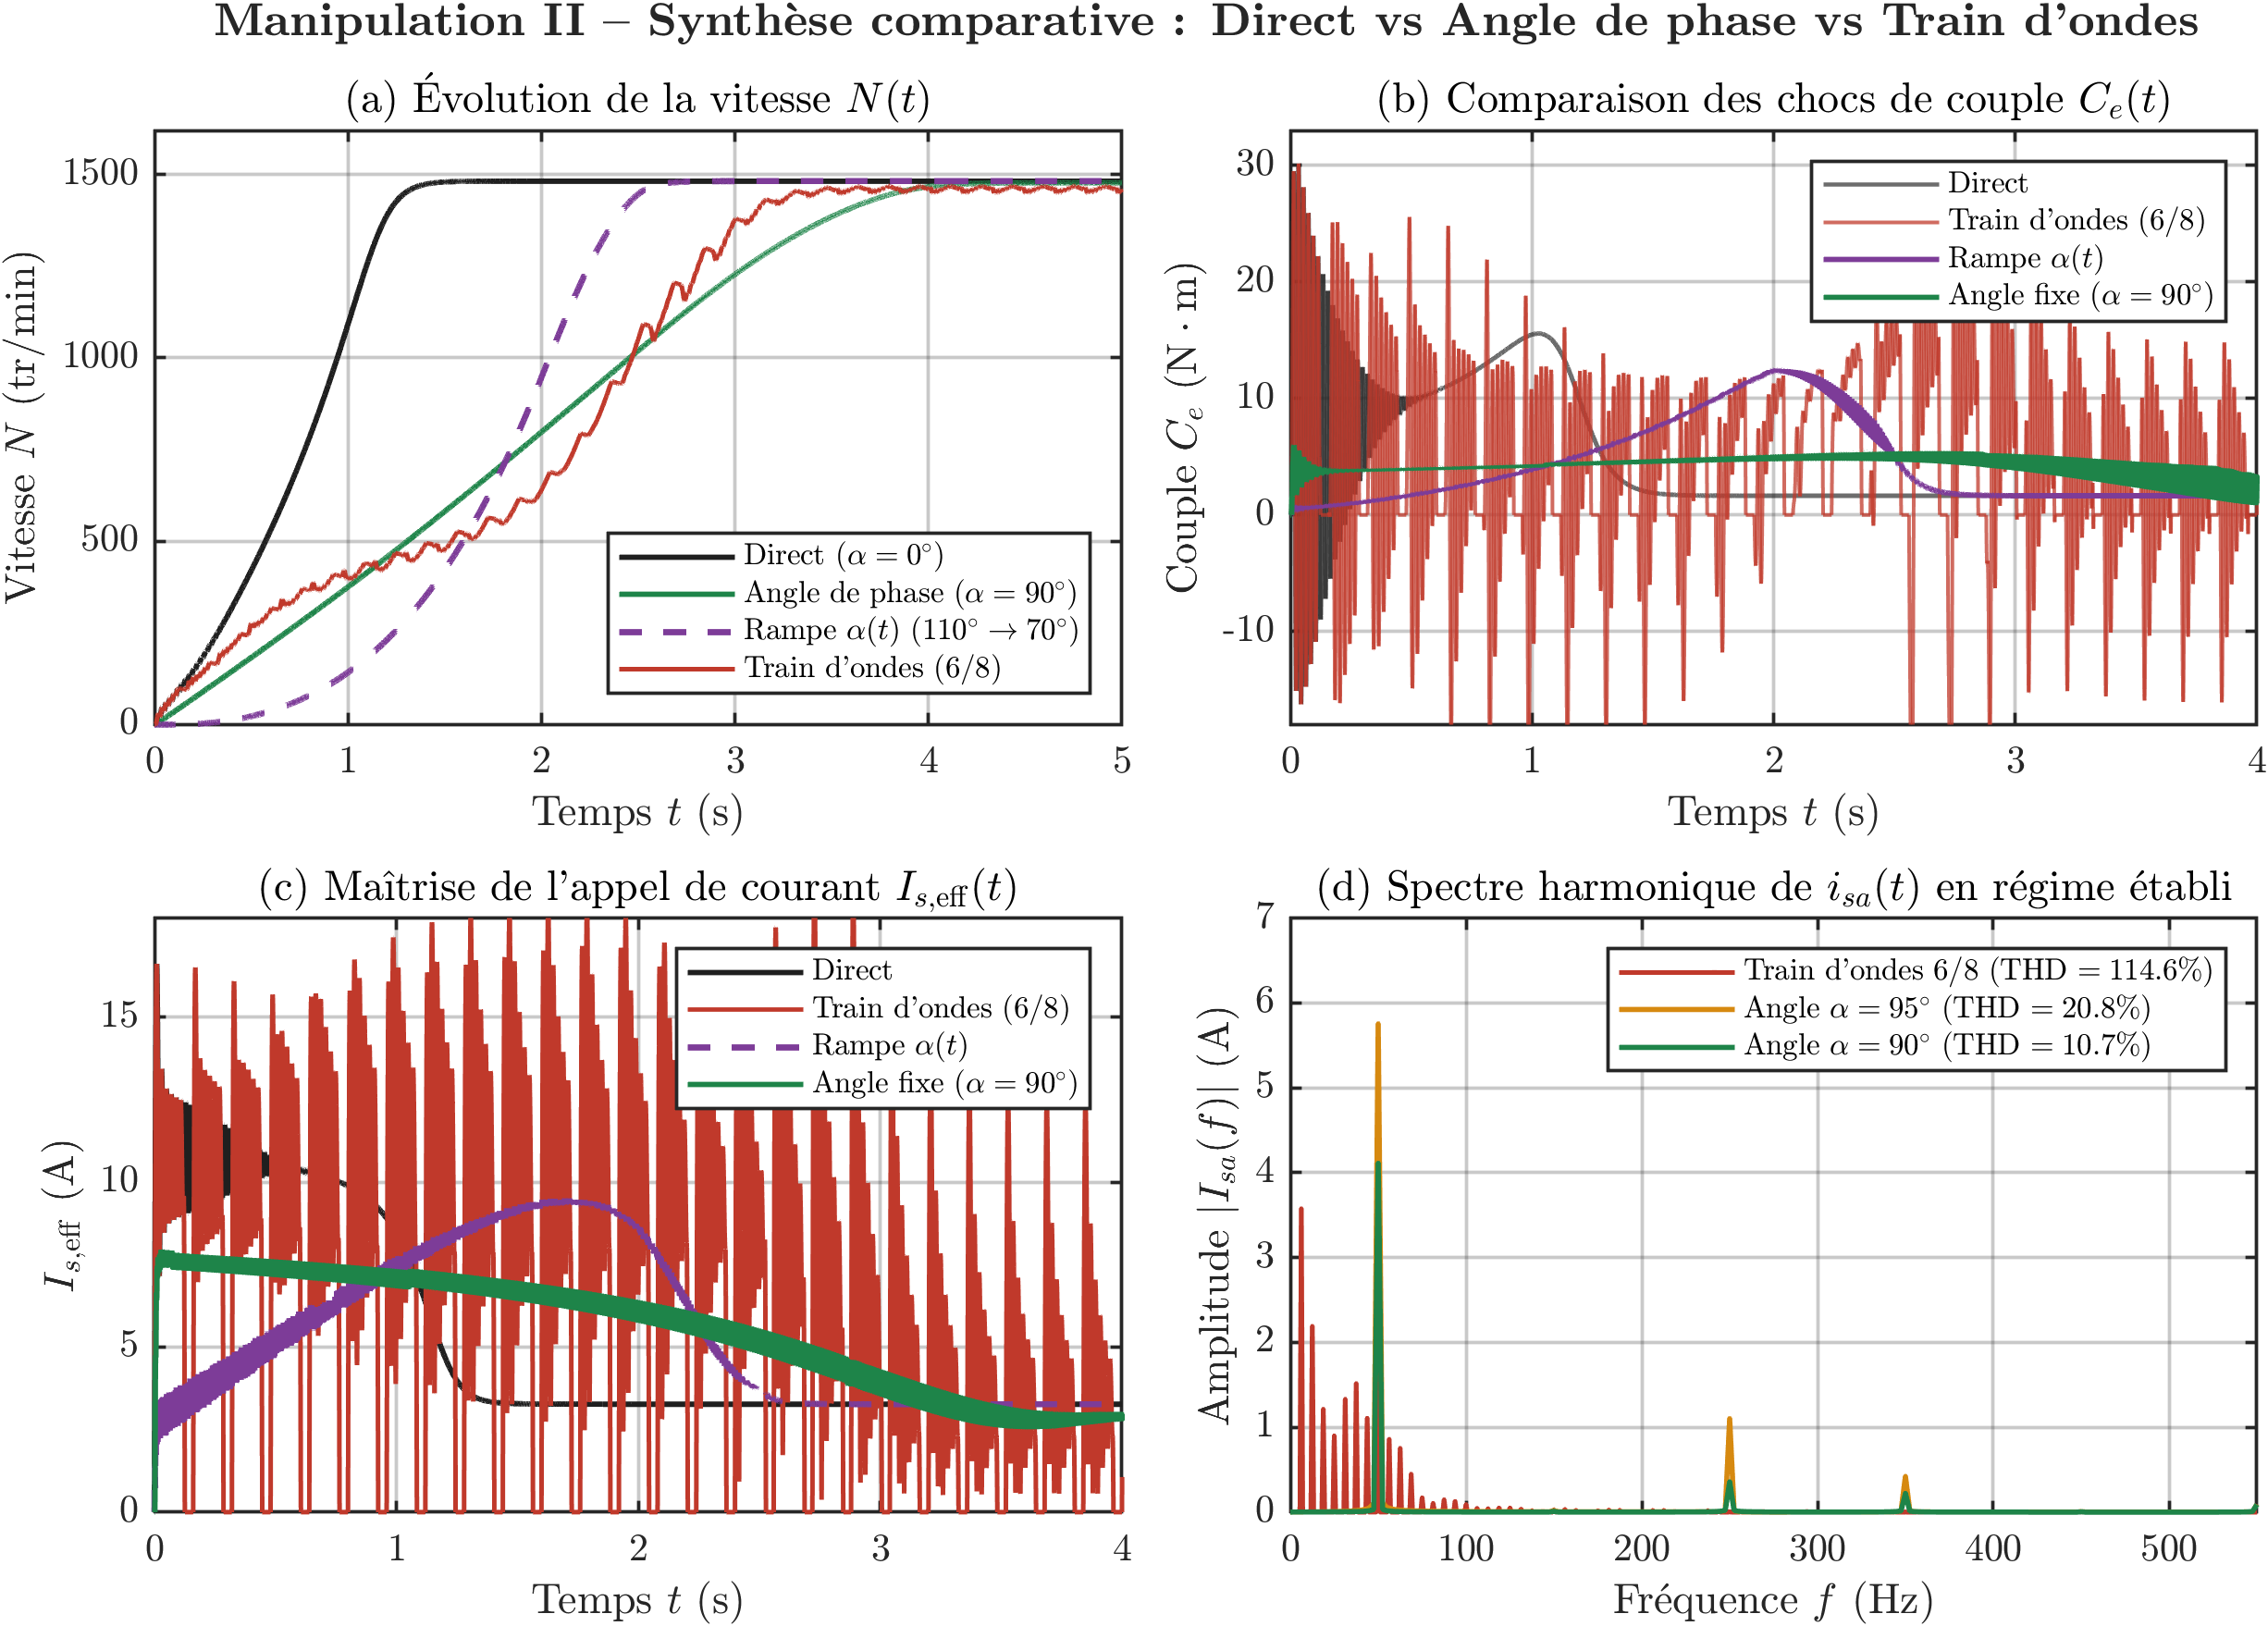 Manipulation II – Synthèse comparative : Direct vs Angle de phase vs Train d'ondes
(a) Évolution de la vitesse N(t)
1500
1000
500
0
0 1 2 3 4 5
Vitesse N (tr/min)
Temps t (s)
Direct (α = 0°)
Angle de phase (α = 90°)
Rampe α(t) (110° → 70°)
Train d'ondes (6/8)
(b) Comparaison des chocs de couple Ce(t)
30
20
10
0
-10
0 1 2 3 4
Couple Ce (N · m)
Temps t (s)
Direct
Train d'ondes (6/8)
Rampe α(t)
Angle fixe (α = 90°)
(c) Maîtrise de l'appel de courant Is,eff(t)
15
10
5
0
0 1 2 3 4
Is,eff (A)
Temps t (s)
Direct
Train d'ondes (6/8)
Rampe α(t)
Angle fixe (α = 90°)
(d) Spectre harmonique de isa(t) en régime établi
7
6
5
4
3
2
1
0
0 100 200 300 400 500
Amplitude |Isa(f)| (A)
Fréquence f (Hz)
Train d'ondes 6/8 (THD = 114.6%)
Angle α = 95° (THD = 20.8%)
Angle α = 90° (THD = 10.7%)